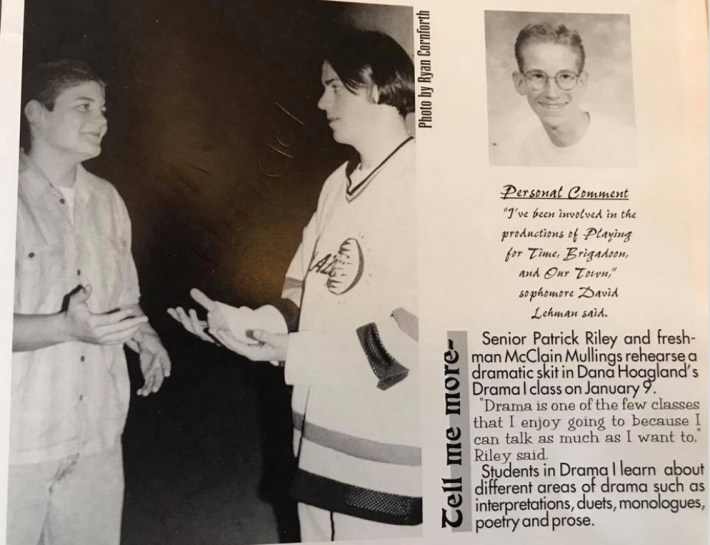 Photo by Ryan Cornforth
Personal Comment
"I've been involved in the
productions of Playing
for Time, Brigadoon,
and Our Town,"
sophomore David
Lehman said.
Tell me more-
Senior Patrick Riley and fresh-
man McClain Mullings rehearse a
dramatic skit in Dana Hoagland's
Drama I class on January 9.
"Drama is one of the few classes
that I enjoy going to because I
can talk as much as I want to,"
Riley said.
Students in Drama I learn about
different areas of drama such as
interpretations, duets, monologues,
poetry and prose.